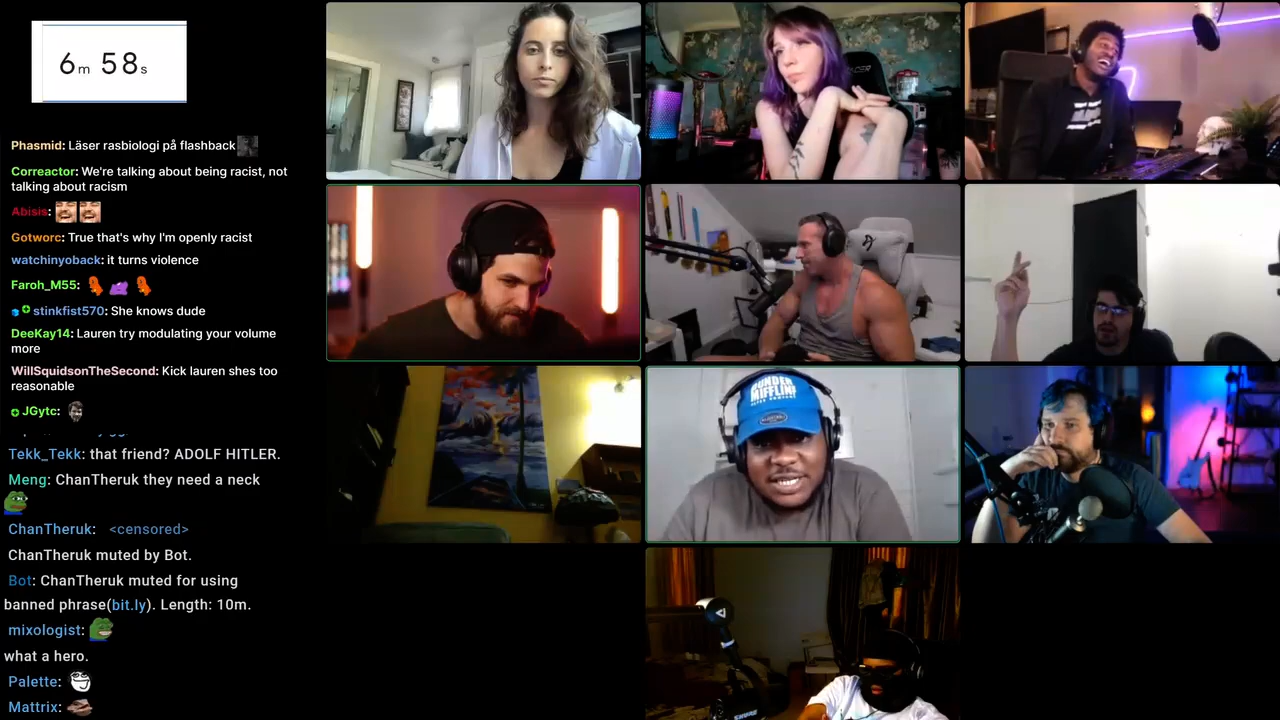 6m 58s
Phasmid: Läser rasbiologi på flashback
Correactor: We're talking about being racist, not
talking about racism
Abisis:
Gotworc: True that's why I'm openly racist
watchinyoback: it turns violence
Faroh_M55:
stinkfist570: She knows dude
DeeKay14: Lauren try modulating your volume
more
WillSquidsonTheSecond: Kick lauren shes too
reasonable
JGytc:
Tekk_Tekk: that friend? ADOLF HITLER.
Meng: ChanTheruk they need a neck
ChanTheruk: <censored>
ChanTheruk muted by Bot.
Bot: ChanTheruk muted for using
banned phrase(bit.ly). Length: 10m.
mixologist:
what a hero.
Palette:
Mattrix:
DUNDER
MIFFLIN